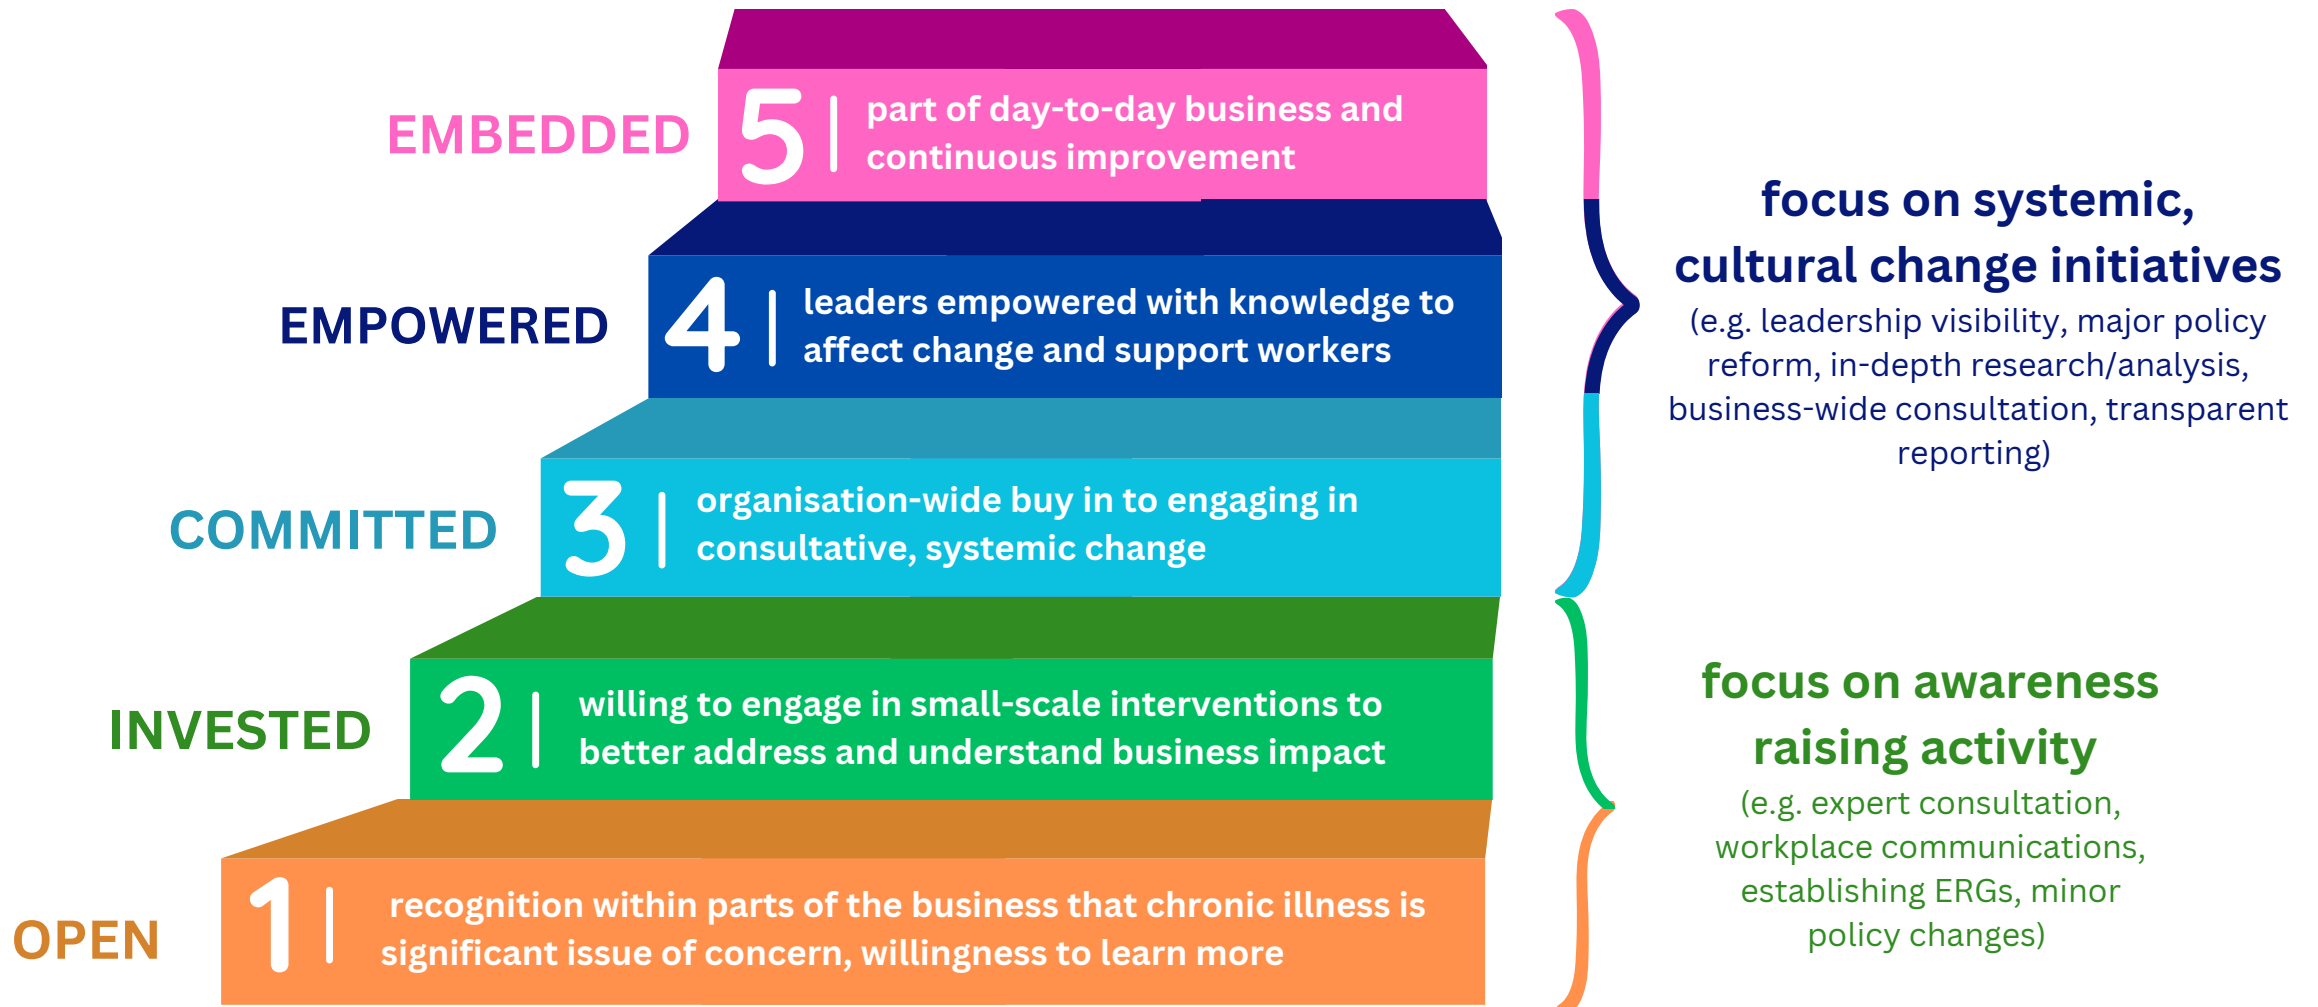 EMBEDDED
5
part of day-to-day business and
continuous improvement
EMPOWERED
4
leaders empowered with knowledge to
affect change and support workers
COMMITTED
3
organisation-wide buy in to engaging in
consultative, systemic change
INVESTED
2
willing to engage in small-scale interventions to
better address and understand business impact
OPEN
1
recognition within parts of the business that chronic illness is
significant issue of concern, willingness to learn more
focus on systemic,
cultural change initiatives
(e.g. leadership visibility, major policy
reform, in-depth research/analysis,
business-wide consultation, transparent
reporting)
focus on awareness
raising activity
(e.g. expert consultation,
workplace communications,
establishing ERGs, minor
policy changes)